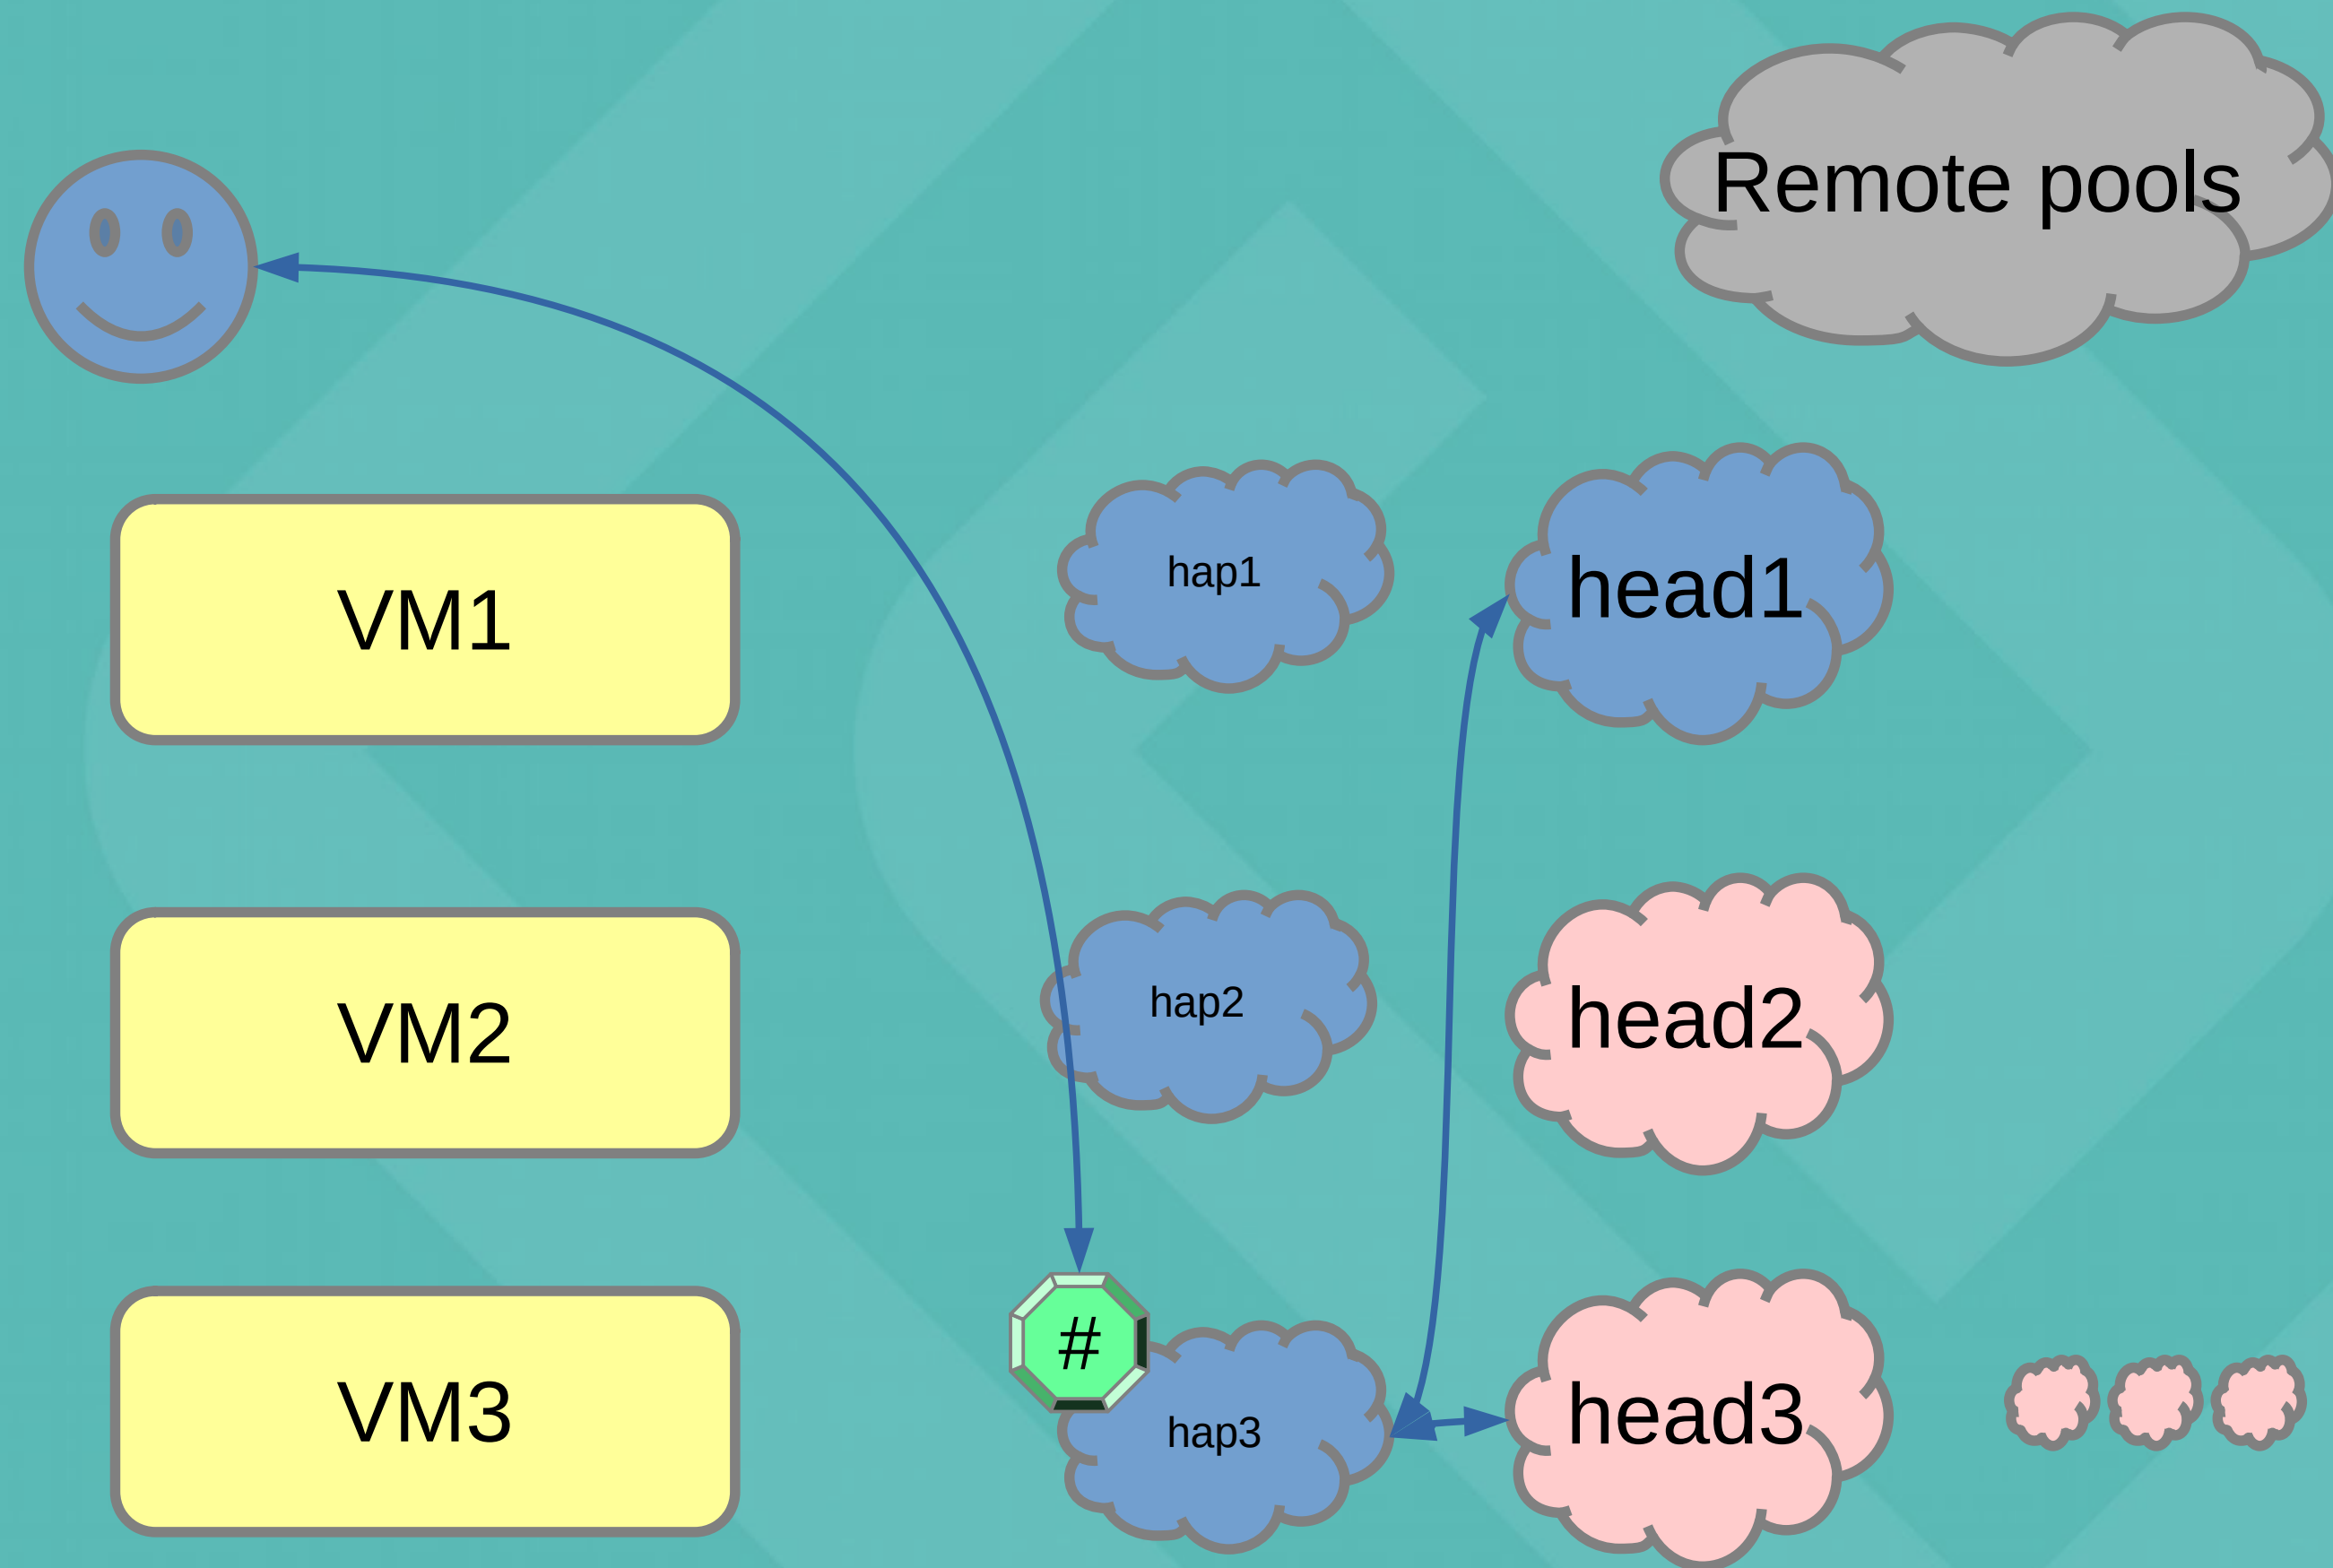 Remote pools
VM1
hap1
head1
VM2
hap2
head2
#
VM3
hap3
head3